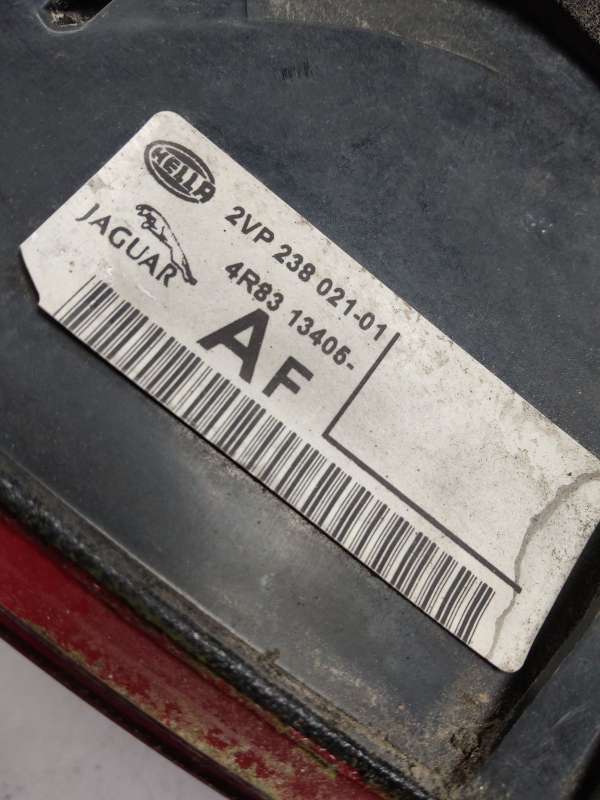 HELLA
JAGUAR
2VP 238 021-01
4R83 13405-
AF